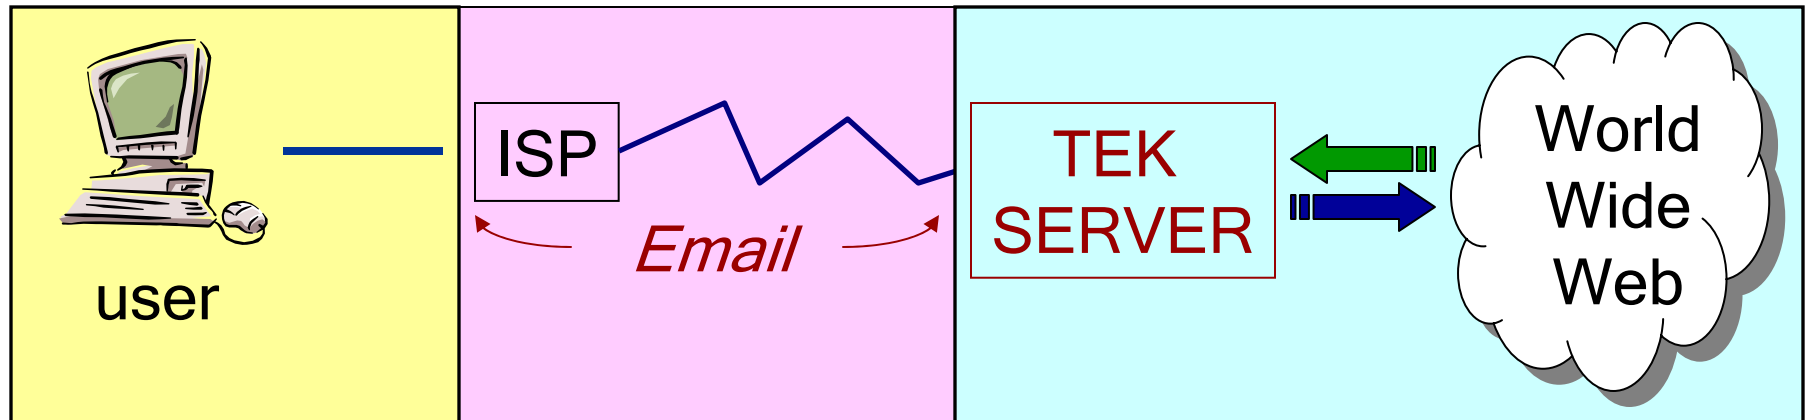 user
ISP
Email
TEK
SERVER
World
Wide
Web